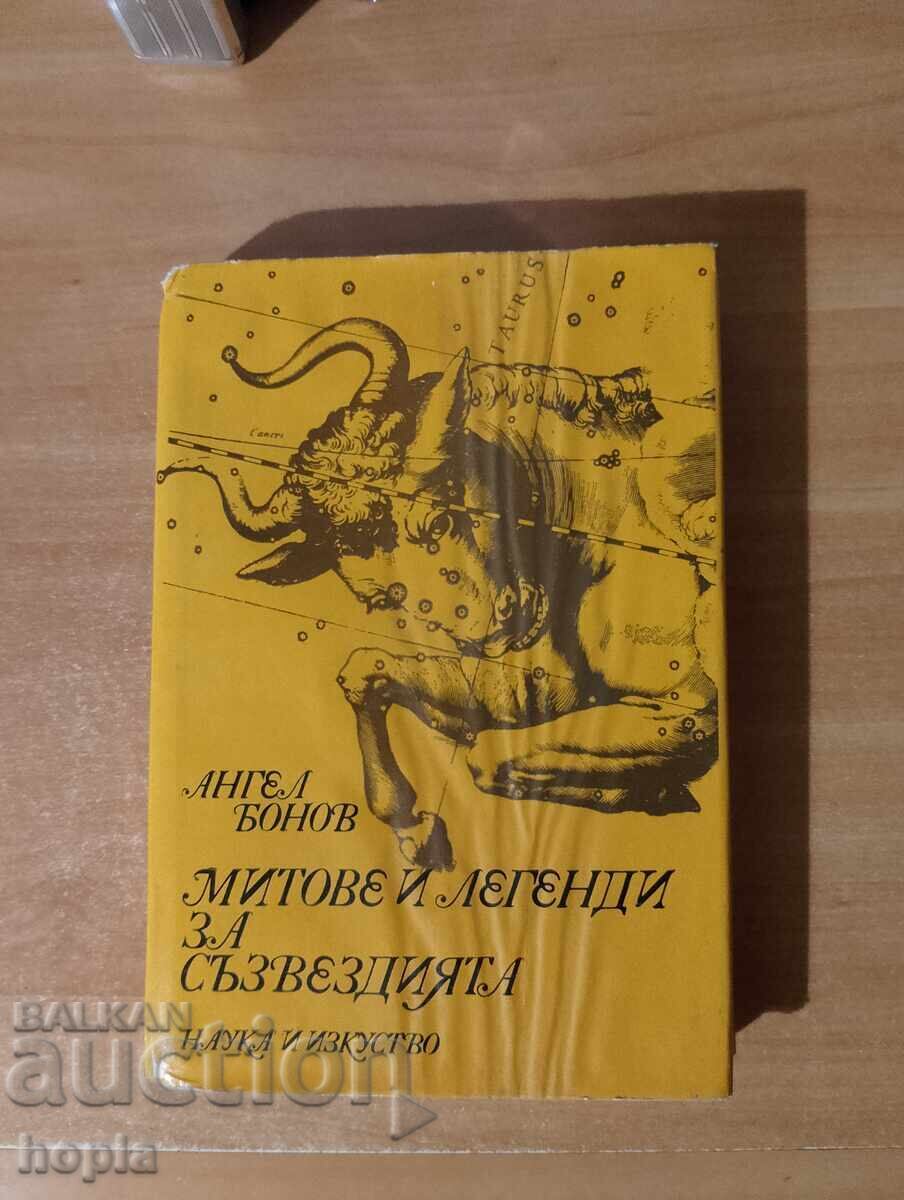 TAURUS
Cancri
АНГЕЛ
БОНОВ
МИТОВЕ И ЛЕГЕНДИ
ЗА
СЪЗВЕЗДИЯТА
НАУКА И ИЗКУСТВО
BALKAN
auction
hopla